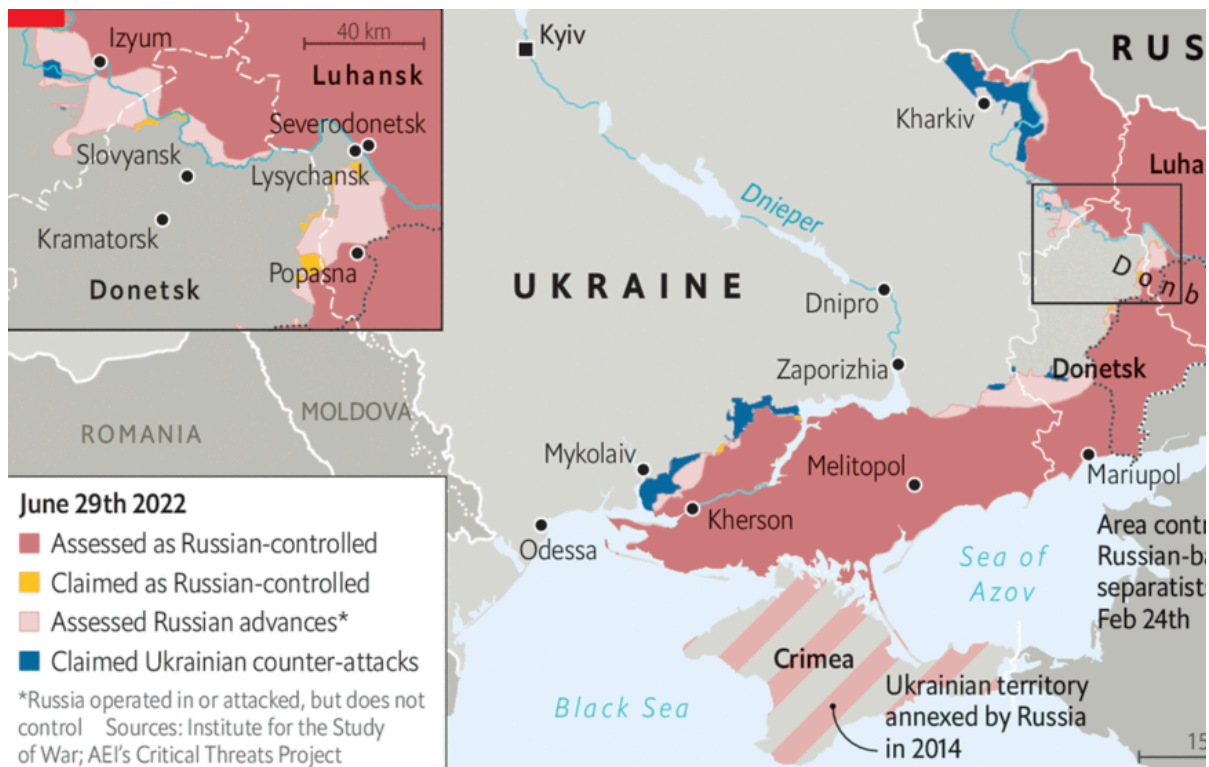 Izyum
40 km
Luhansk
Severodonetsk
Slovyansk
Lysychansk
Kramatorsk
Popasna
Donetsk
Kyiv
RUS
Kharkiv
Luha
Dnieper
Donb
UKRAINE
Dnipro
Zaporizhia
Donetsk
MOLDOVA
ROMANIA
Mykolaiv
Melitopol
Mariupol
Kherson
Odessa
Sea of
Azov
Area contr
Russian-ba
separatists
Feb 24th
Crimea
Ukrainian territory
annexed by Russia
in 2014
Black Sea
15
June 29th 2022
Assessed as Russian-controlled
Claimed as Russian-controlled
Assessed Russian advances*
Claimed Ukrainian counter-attacks
*Russia operated in or attacked, but does not
control Sources: Institute for the Study
of War; AEI's Critical Threats Project